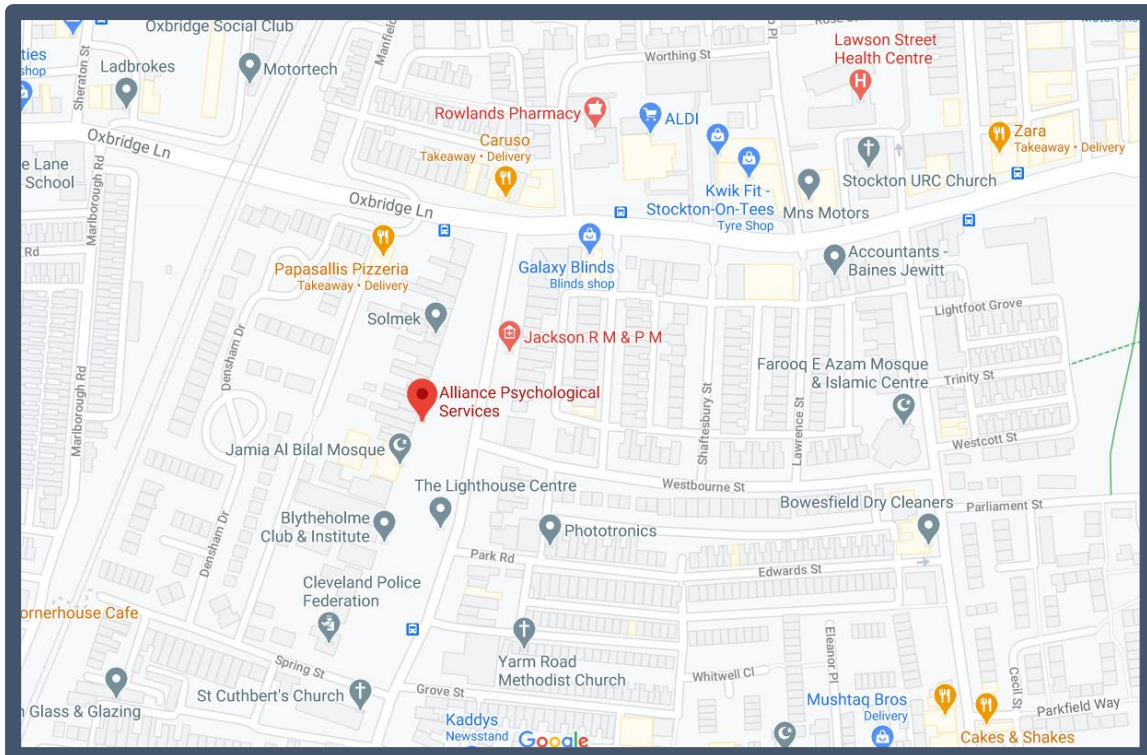 Oxbridge Social Club
Manfield
Rose S
Motorbike
Worthing St
Pl
Lawson Street
Health Centre
ties
shop
Sheraton St
Ladbrokes
Motortech
Rowlands Pharmacy
ALDI
Zara
Takeaway • Delivery
Oxbridge Ln
Caruso
Takeaway • Delivery
e Lane
School
Marlborough Rd
Kwik Fit -
Stockton-On-Tees
Tyre Shop
Stockton URC Church
Mns Motors
Oxbridge Ln
Rd
Papasallis Pizzeria
Takeaway • Delivery
Galaxy Blinds
Blinds shop
Accountants -
Baines Jewitt
Solmek
Lightfoot Grove
Densham Dr
Jackson R M & P M
Farooq E Azam Mosque
& Islamic Centre
Trinity St
Marlborough Rd
Alliance Psychological
Services
Shaftesbury St
Lawrence St
Westcott St
Jamia Al Bilal Mosque
Westbourne St
The Lighthouse Centre
Bowesfield Dry Cleaners
Parliament St
Densham Dr
Blytheholme
Club & Institute
Phototronics
Park Rd
Edwards St
Cleveland Police
Federation
ornerhouse Cafe
Spring St
Yarm Road
Methodist Church
Eleanor Pl
Whitwell Cl
Cecil St
St Cuthbert's Church
Grove St
Mushtaq Bros
Delivery
Parkfield Way
n Glass & Glazing
Kaddys
Newsstand
Google
Cakes & Shakes